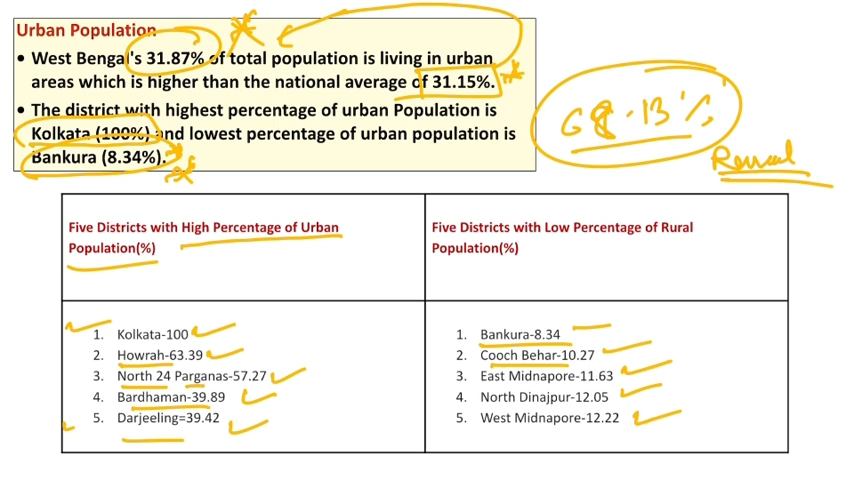 Urban Population
• West Bengal's 31.87% of total population is living in urban
areas which is higher than the national average of 31.15%.
• The district with highest percentage of urban Population is
Kolkata (100%) and lowest percentage of urban population is
Bankura (8.34%).
68.13%
Rural
Five Districts with High Percentage of Urban
Population(%)
Five Districts with Low Percentage of Rural
Population(%)
1. Kolkata-100
2. Howrah-63.39
3. North 24 Parganas-57.27
4. Bardhaman-39.89
5. Darjeeling=39.42
1. Bankura-8.34
2. Cooch Behar-10.27
3. East Midnapore-11.63
4. North Dinajpur-12.05
5. West Midnapore-12.22